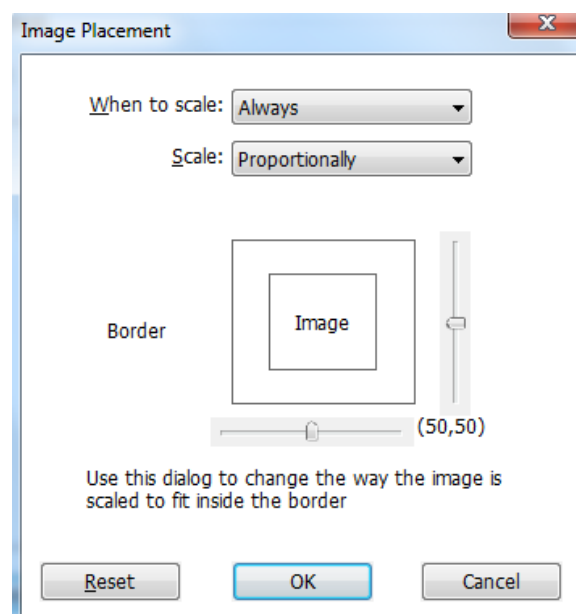 Image Placement
When to scale: Always
Scale: Proportionally
Border
Image
(50,50)
Use this dialog to change the way the image is
scaled to fit inside the border
Reset OK Cancel